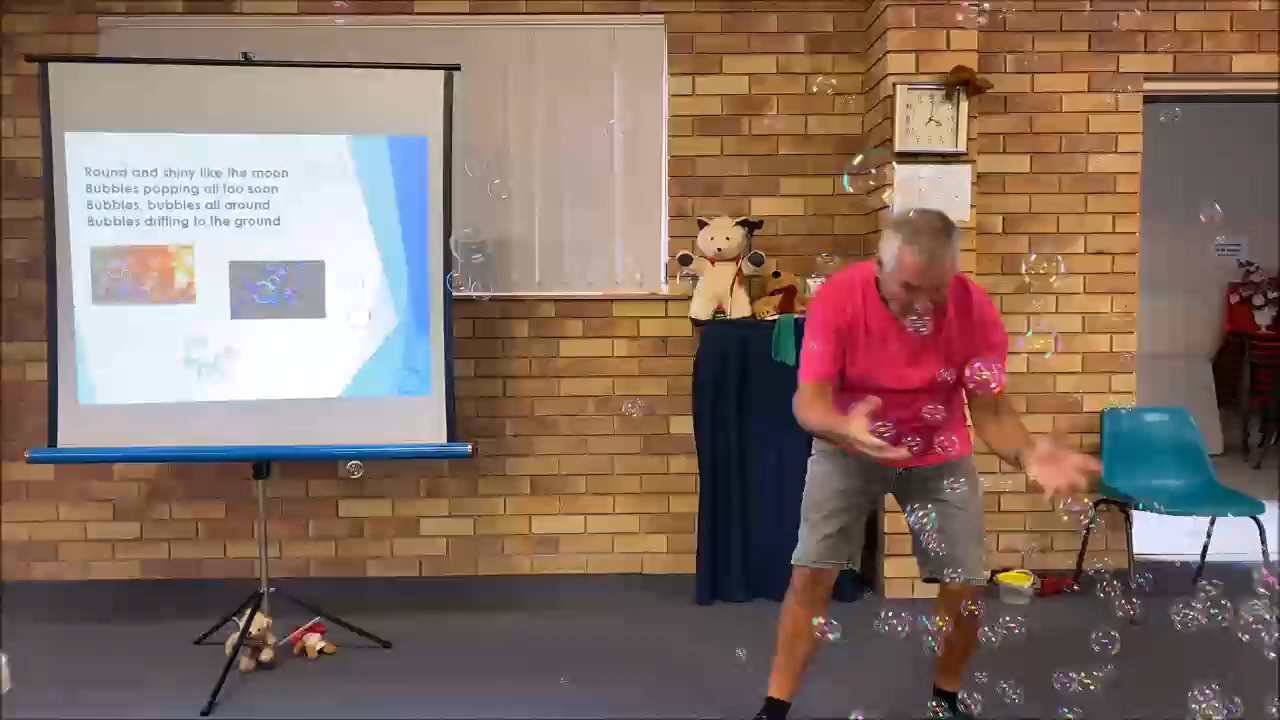 Round and shiny like the moon
Bubbles popping all too soon
Bubbles, bubbles all around
Bubbles drifting to the ground